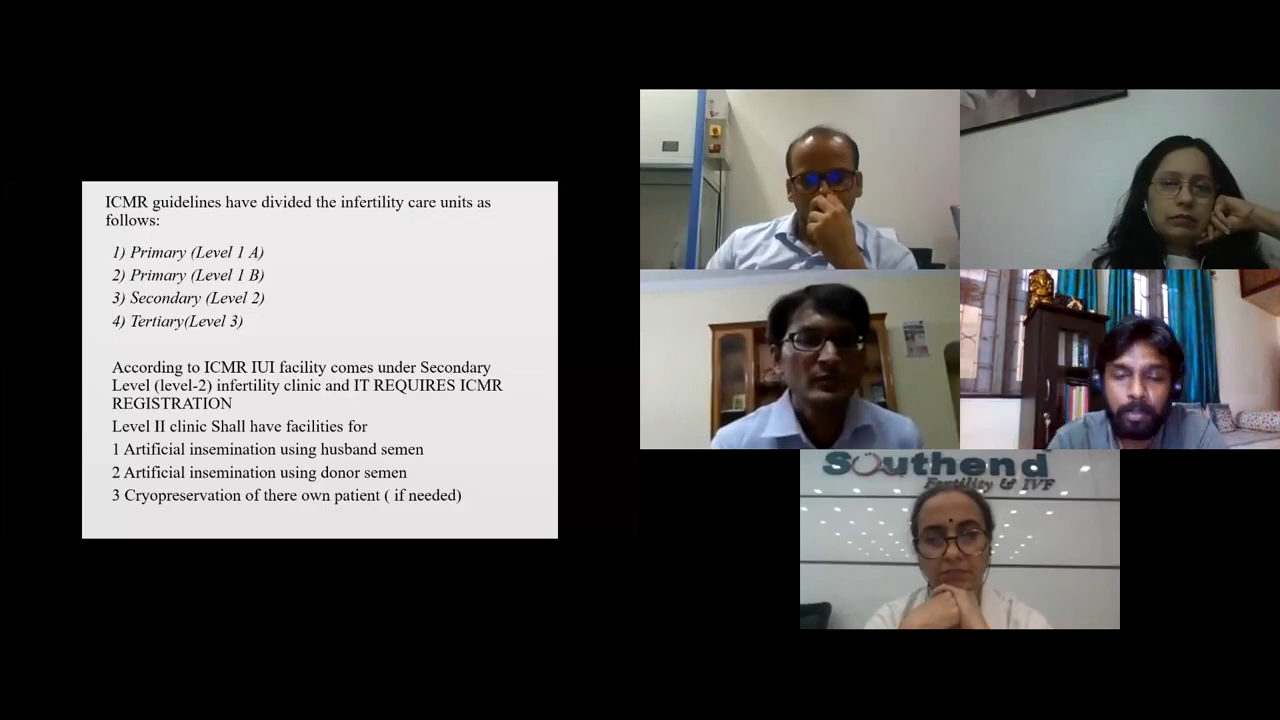 ICMR guidelines have divided the infertility care units as
follows:
1) Primary (Level 1 A)
2) Primary (Level 1 B)
3) Secondary (Level 2)
4) Tertiary(Level 3)
According to ICMR IUI facility comes under Secondary
Level (level-2) infertility clinic and IT REQUIRES ICMR
REGISTRATION
Level II clinic Shall have facilities for
1 Artificial insemination using husband semen
2 Artificial insemination using donor semen
3 Cryopreservation of there own patient ( if needed)
Southend
Fertility & IVF